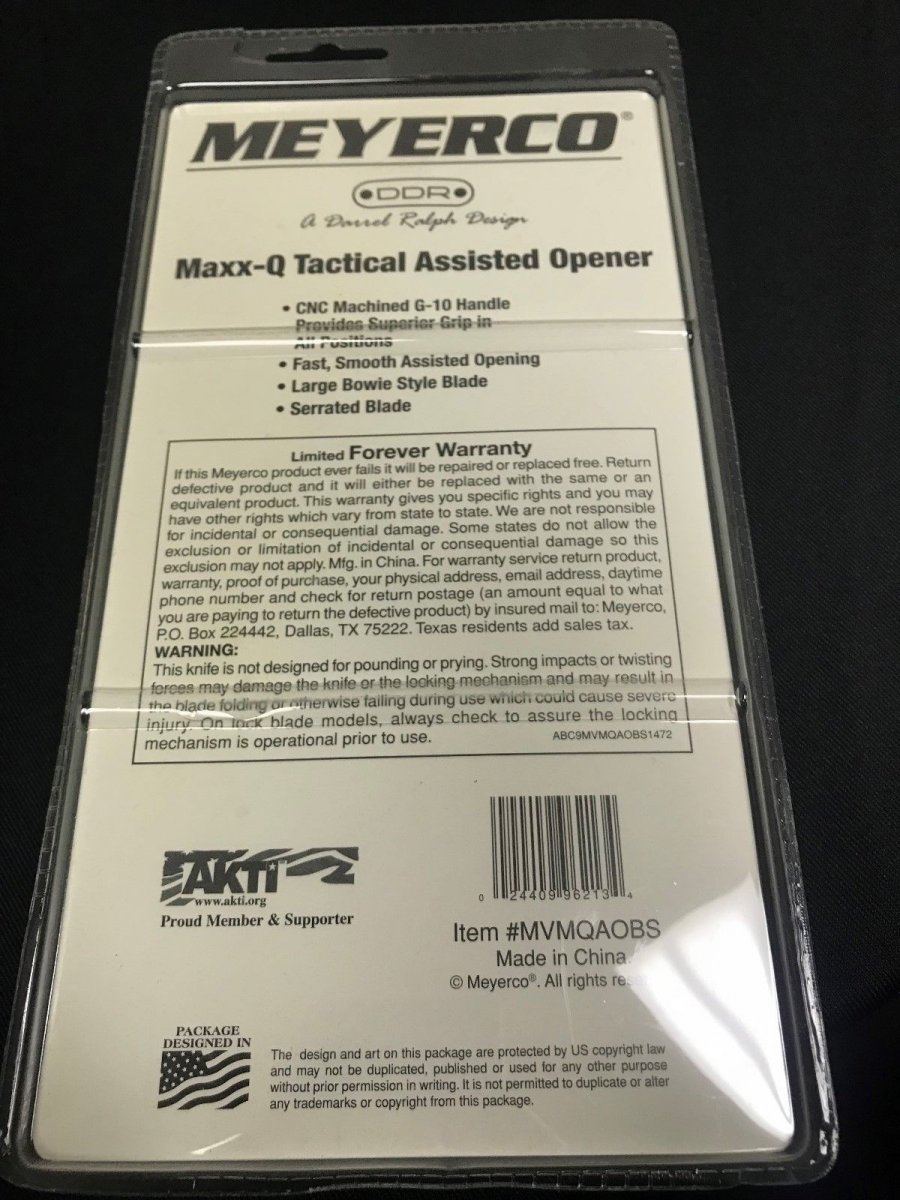 MEYERCO®
DDR
A Darrel Ralph Design
Maxx-Q Tactical Assisted Opener
• CNC Machined G-10 Handle
Provides Superior Grip in
All Positions
• Fast, Smooth Assisted Opening
• Large Bowie Style Blade
• Serrated Blade
Limited Forever Warranty
If this Meyerco product ever fails it will be repaired or replaced free. Return
defective product and it will either be replaced with the same or an
equivalent product. This warranty gives you specific rights and you may
have other rights which vary from state to state. We are not responsible
for incidental or consequential damage. Some states do not allow the
exclusion or limitation of incidental or consequential damage so this
exclusion may not apply. Mfg. in China. For warranty service return product,
warranty, proof of purchase, your physical address, email address, daytime
phone number and check for return postage (an amount equal to what
you are paying to return the defective product) by insured mail to: Meyerco,
P.O. Box 224442, Dallas, TX 75222. Texas residents add sales tax.
WARNING:
This knife is not designed for pounding or prying. Strong impacts or twisting
forces may damage the knife or the locking mechanism and may result in
the blade folding or otherwise failing during use which could cause severe
injury. On lock blade models, always check to assure the locking
mechanism is operational prior to use.
ABC9MVMQAOBS1472
AKTI™
www.akti.org
Proud Member & Supporter
0 24409 96213 4
Item #MVMQAOBS
Made in China.
© Meyerco®. All rights
PACKAGE
DESIGNED IN
The design and art on this package are protected by US copyright law
and may not be duplicated, published or used for any other purpose
without prior permission in writing. It is not permitted to duplicate or alter
any trademarks or copyright from this package.